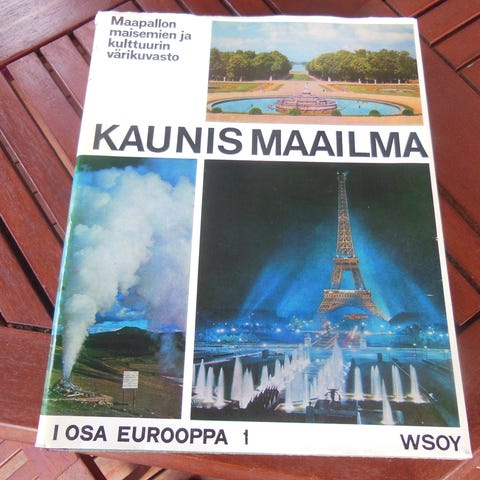 Maapallon
maisemien ja
kulttuurin
värikuvasto
KAUNIS MAAILMA
I OSA EUROOPPA 1
WSOY